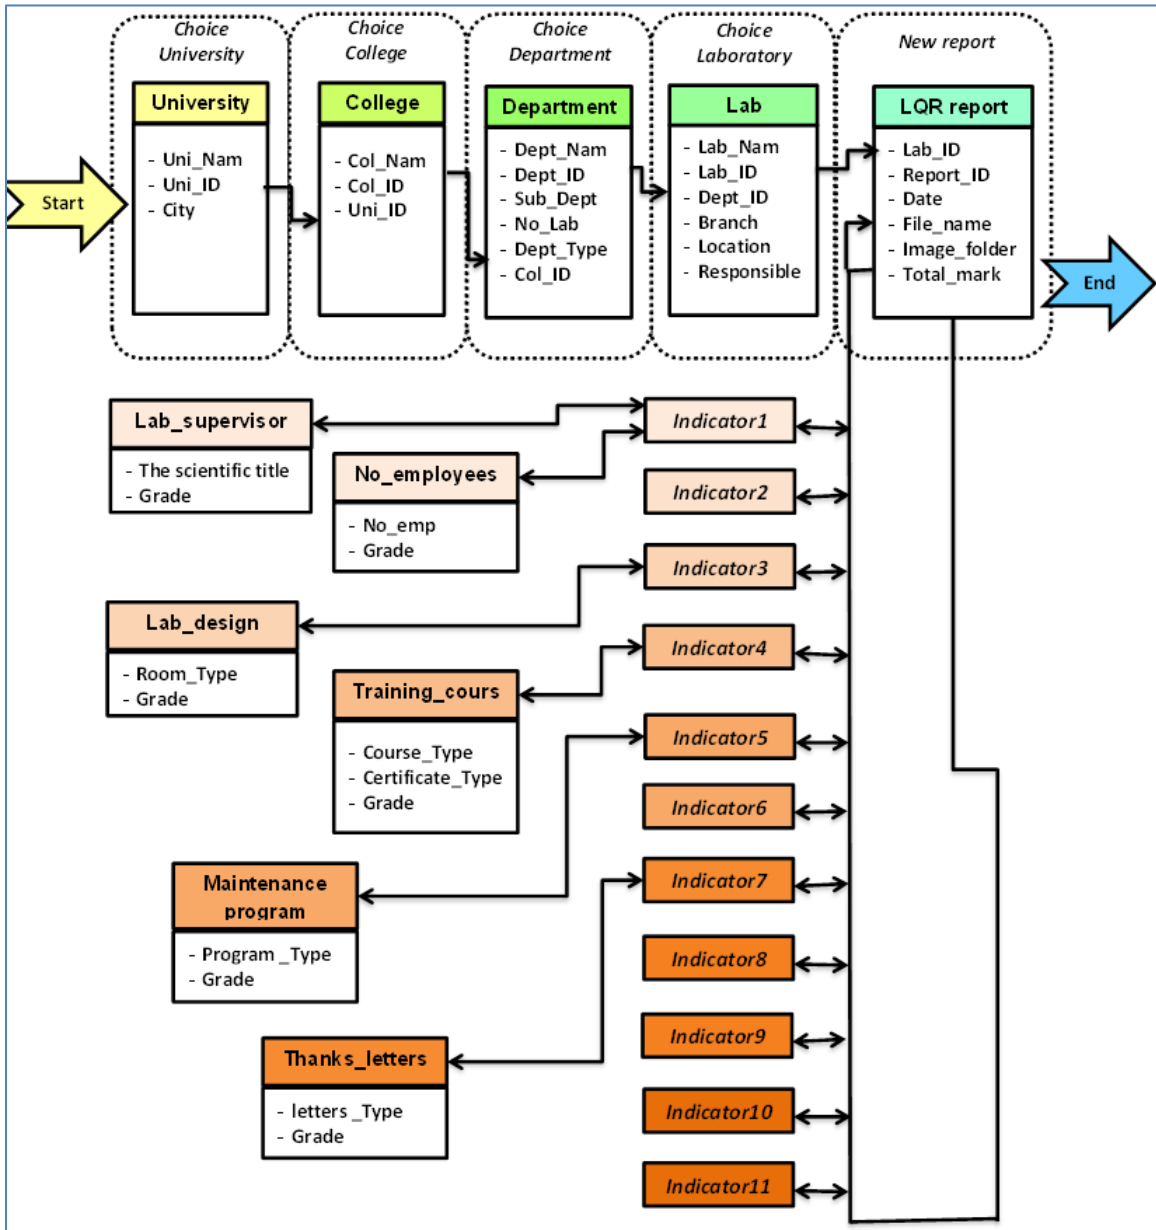 Choice
University
Choice
College
Choice
Department
Choice
Laboratory
New report
Start
University
- Uni_Nam
- Uni_ID
- City
College
- Col_Nam
- Col_ID
- Uni_ID
Department
- Dept_Nam
- Dept_ID
- Sub_Dept
- No_Lab
- Dept_Type
- Col_ID
Lab
- Lab_Nam
- Lab_ID
- Dept_ID
- Branch
- Location
- Responsible
LQR report
- Lab_ID
- Report_ID
- Date
- File_name
- Image_folder
- Total_mark
End
Lab_supervisor
- The scientific title
- Grade
No_employees
- No_emp
- Grade
Lab_design
- Room_Type
- Grade
Training_cours
- Course_Type
- Certificate_Type
- Grade
Maintenance
program
- Program _Type
- Grade
Thanks_letters
- letters _Type
- Grade
Indicator1
Indicator2
Indicator3
Indicator4
Indicator5
Indicator6
Indicator7
Indicator8
Indicator9
Indicator10
Indicator11